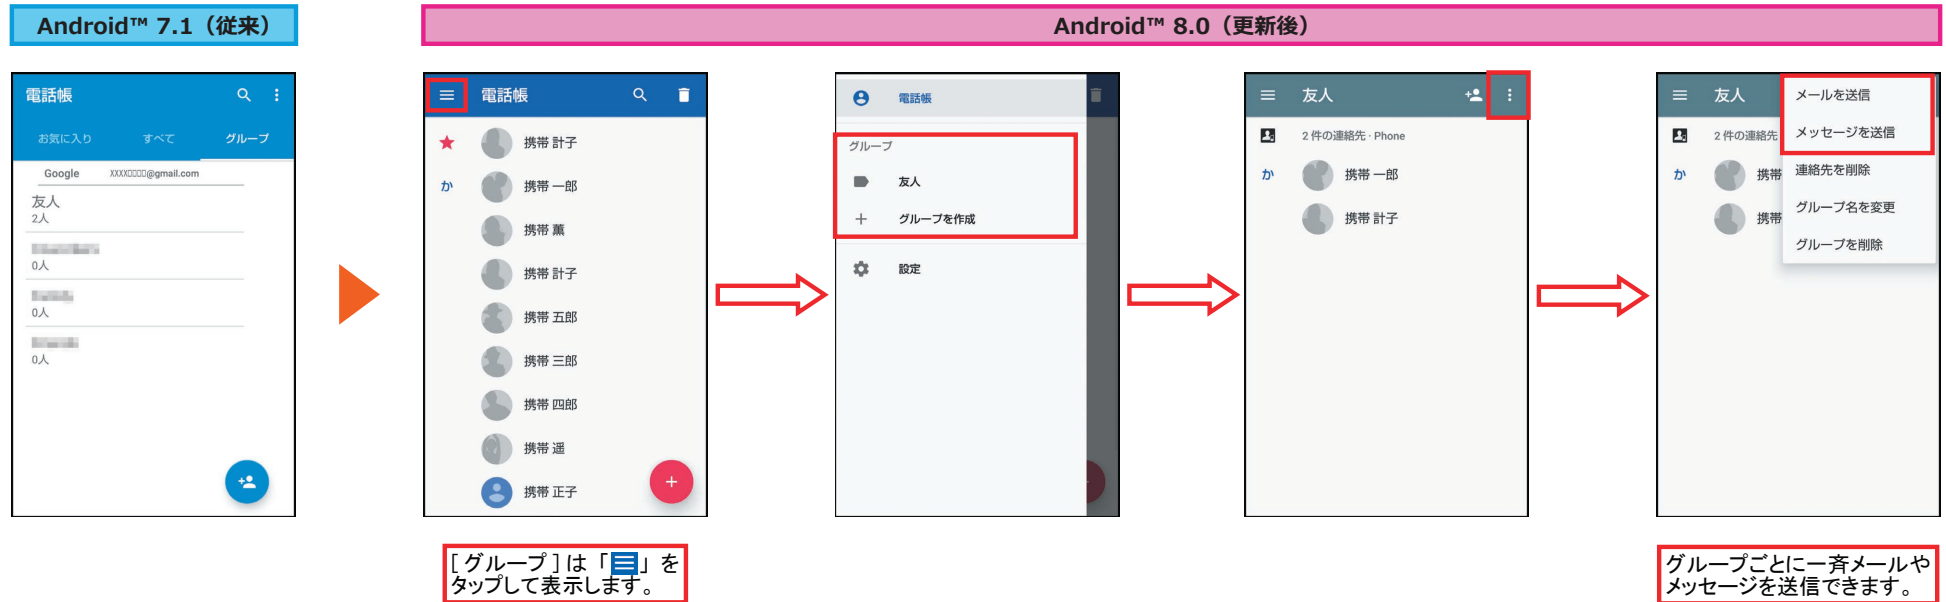 Android™ 7.1（従来）
Android™ 8.0（更新後）
電話帳
お気に入り すべて グループ
Google XXXX□□□□@gmail.com
友人
2人
0人
0人
0人
電話帳
携帯 計子
か 携帯 一郎
携帯 薫
携帯 計子
携帯 五郎
携帯 三郎
携帯 四郎
携帯 遥
携帯 正子
[グループ]は「」を
タップして表示します。
電話帳
グループ
友人
グループを作成
設定
友人
2 件の連絡先 · Phone
か 携帯 一郎
携帯 計子
友人
2 件の連絡先
か 携帯
携帯
メールを送信
メッセージを送信
連絡先を削除
グループ名を変更
グループを削除
グループごとに一斉メールや
メッセージを送信できます。